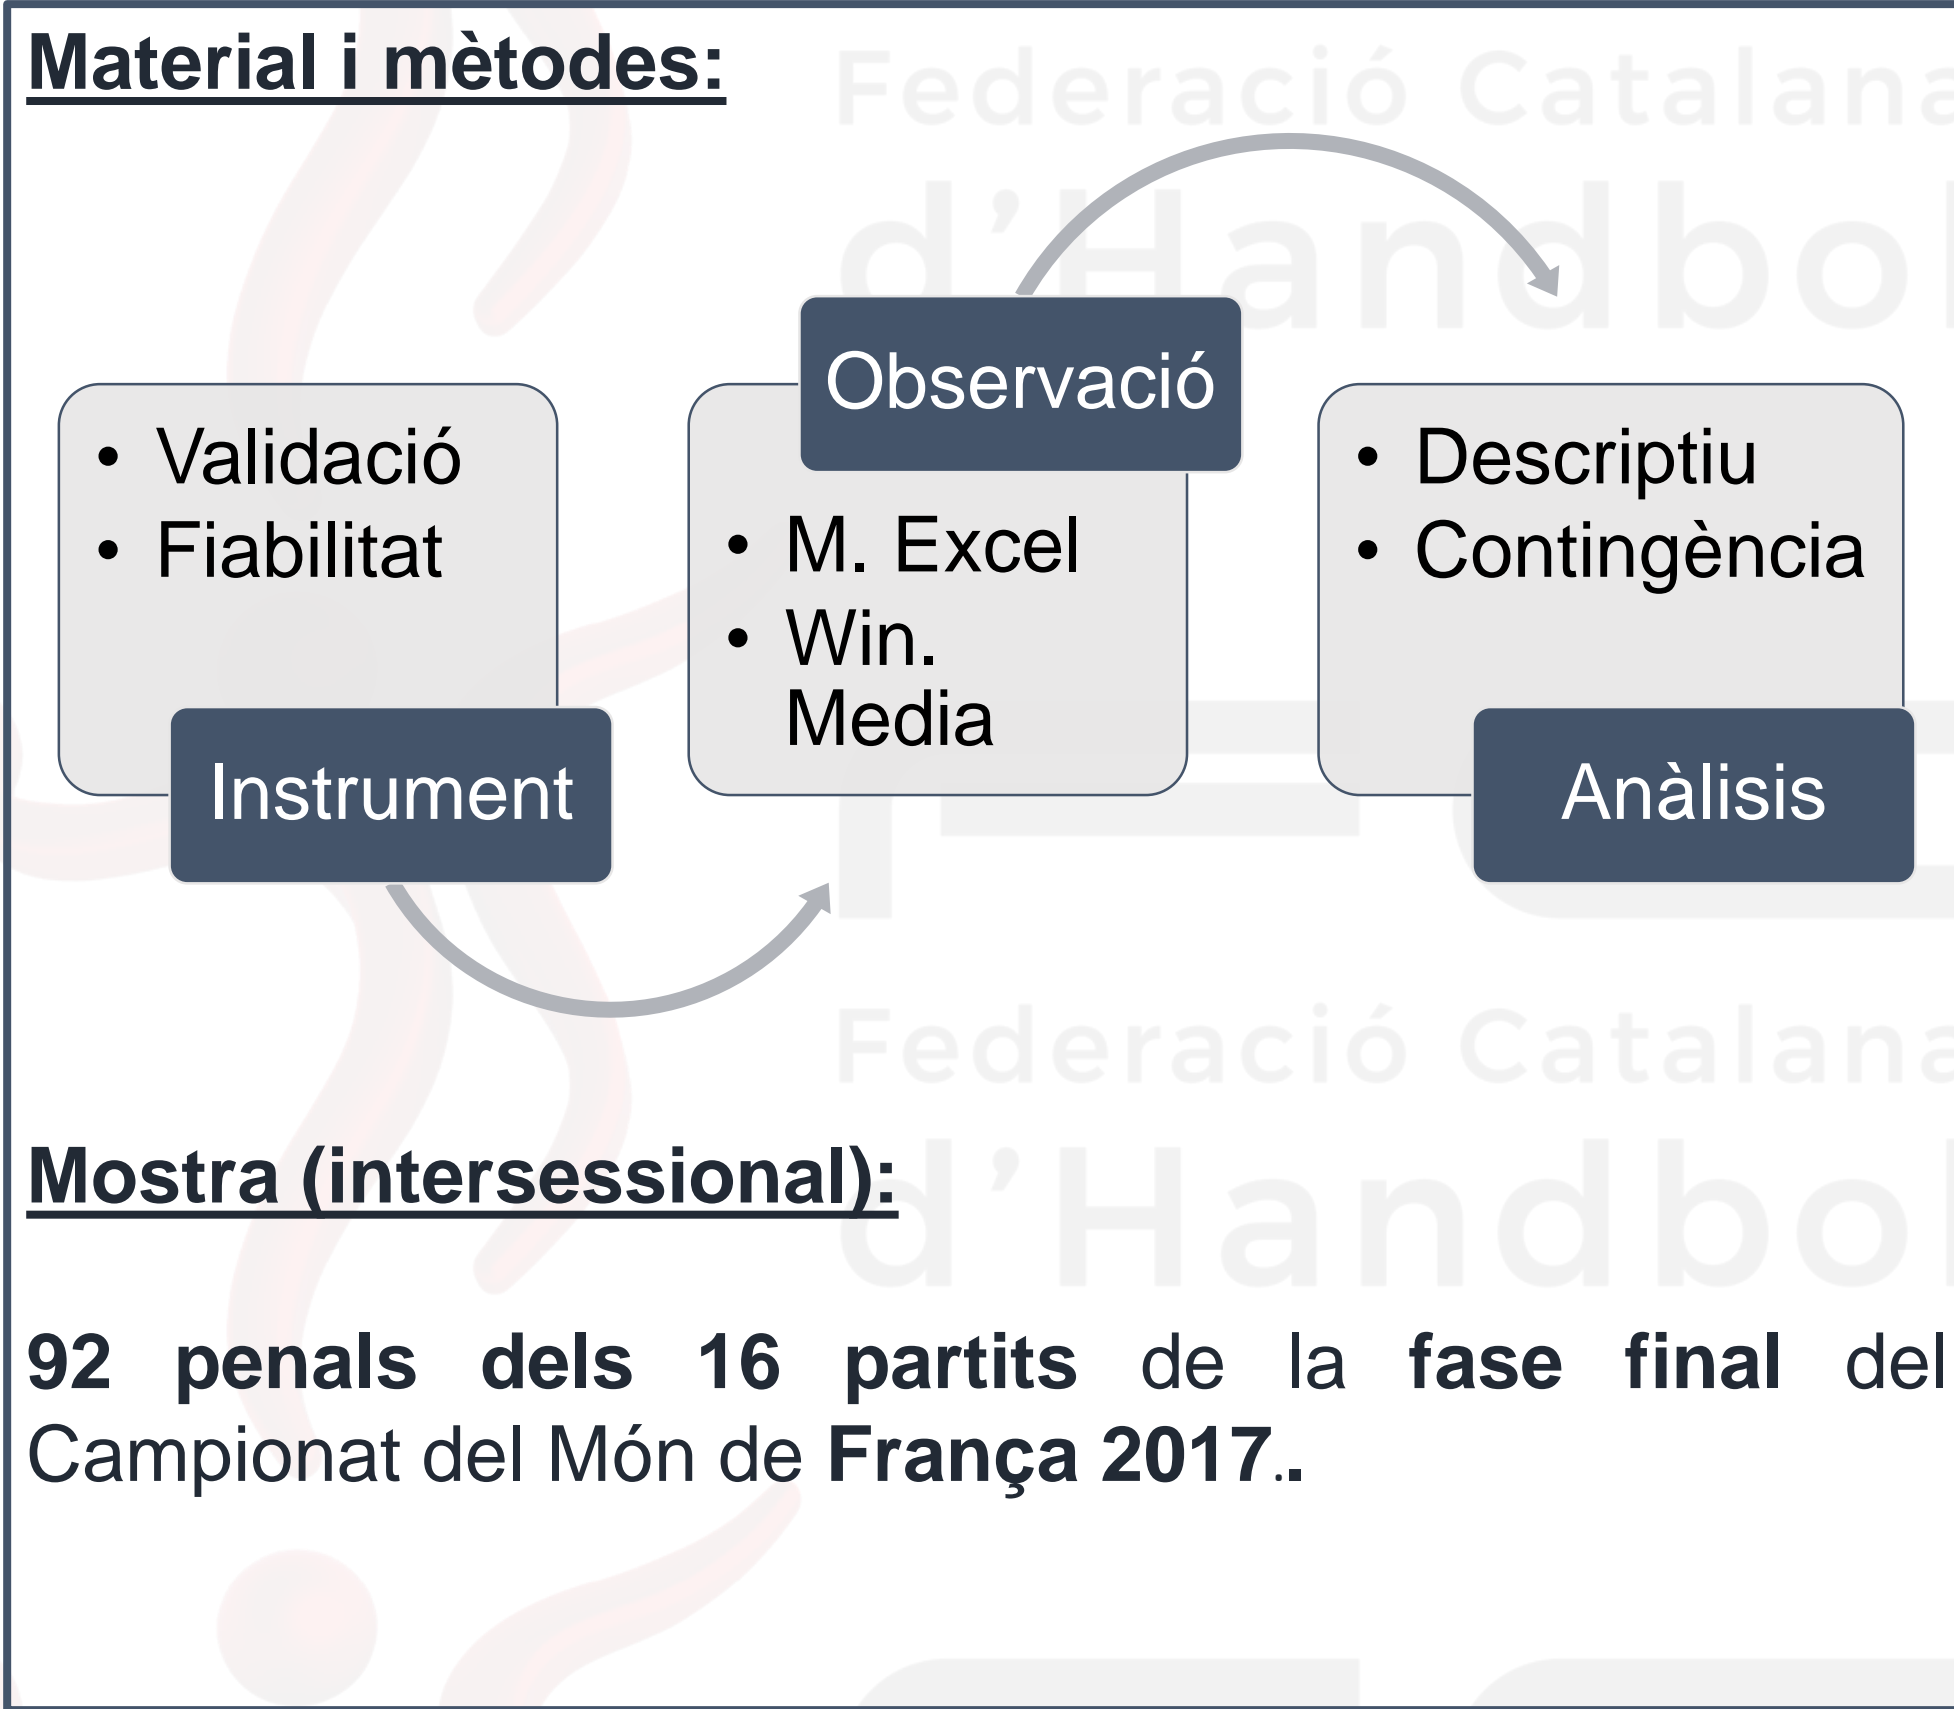 Material i mètodes:
Federació Catalana
d'Handbol
• Validació
• Fiabilitat
Instrument
Observació
• M. Excel
• Win.
Media
• Descriptiu
• Contingència
Anàlisis
Federació Catalana
d'Handbol
Mostra (intersessional):
92 penals dels 16 partits de la fase final del
Campionat del Món de França 2017..